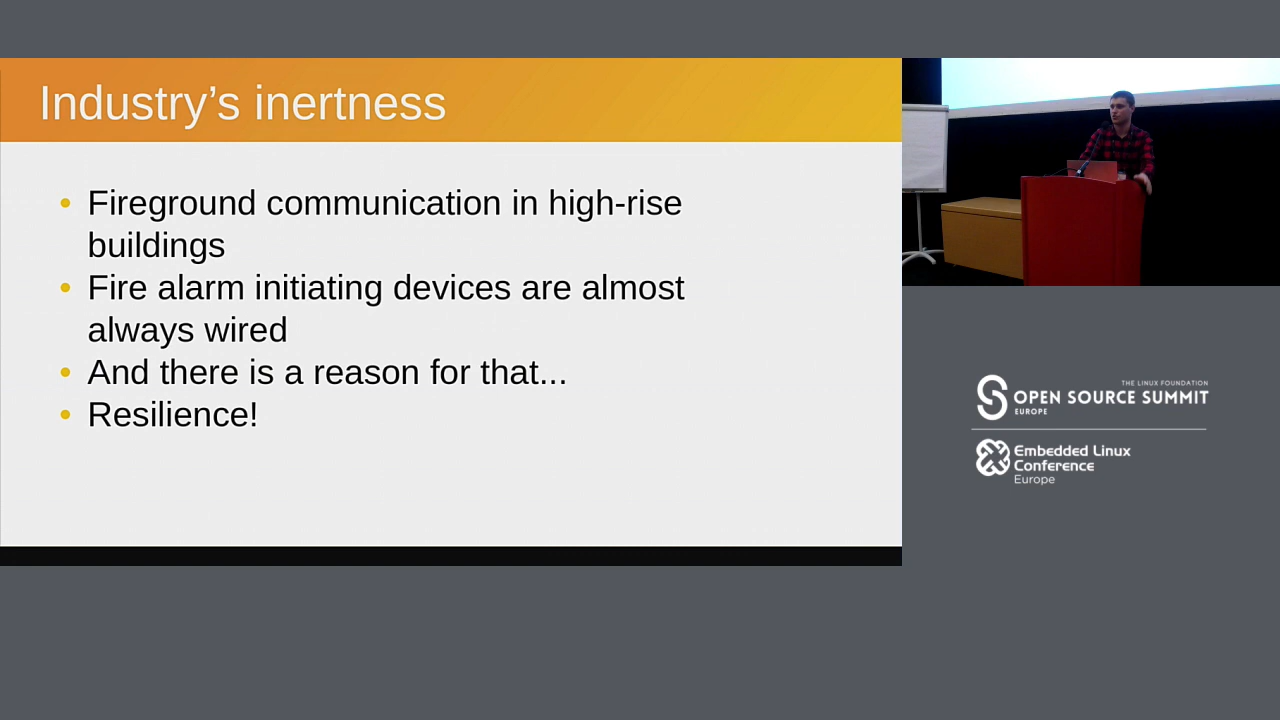 Industry's inertness
Fireground communication in high-rise
buildings
Fire alarm initiating devices are almost
always wired
And there is a reason for that...
Resilience!
THE LINUX FOUNDATION
OPEN SOURCE SUMMIT
EUROPE
Embedded Linux
Conference
Europe